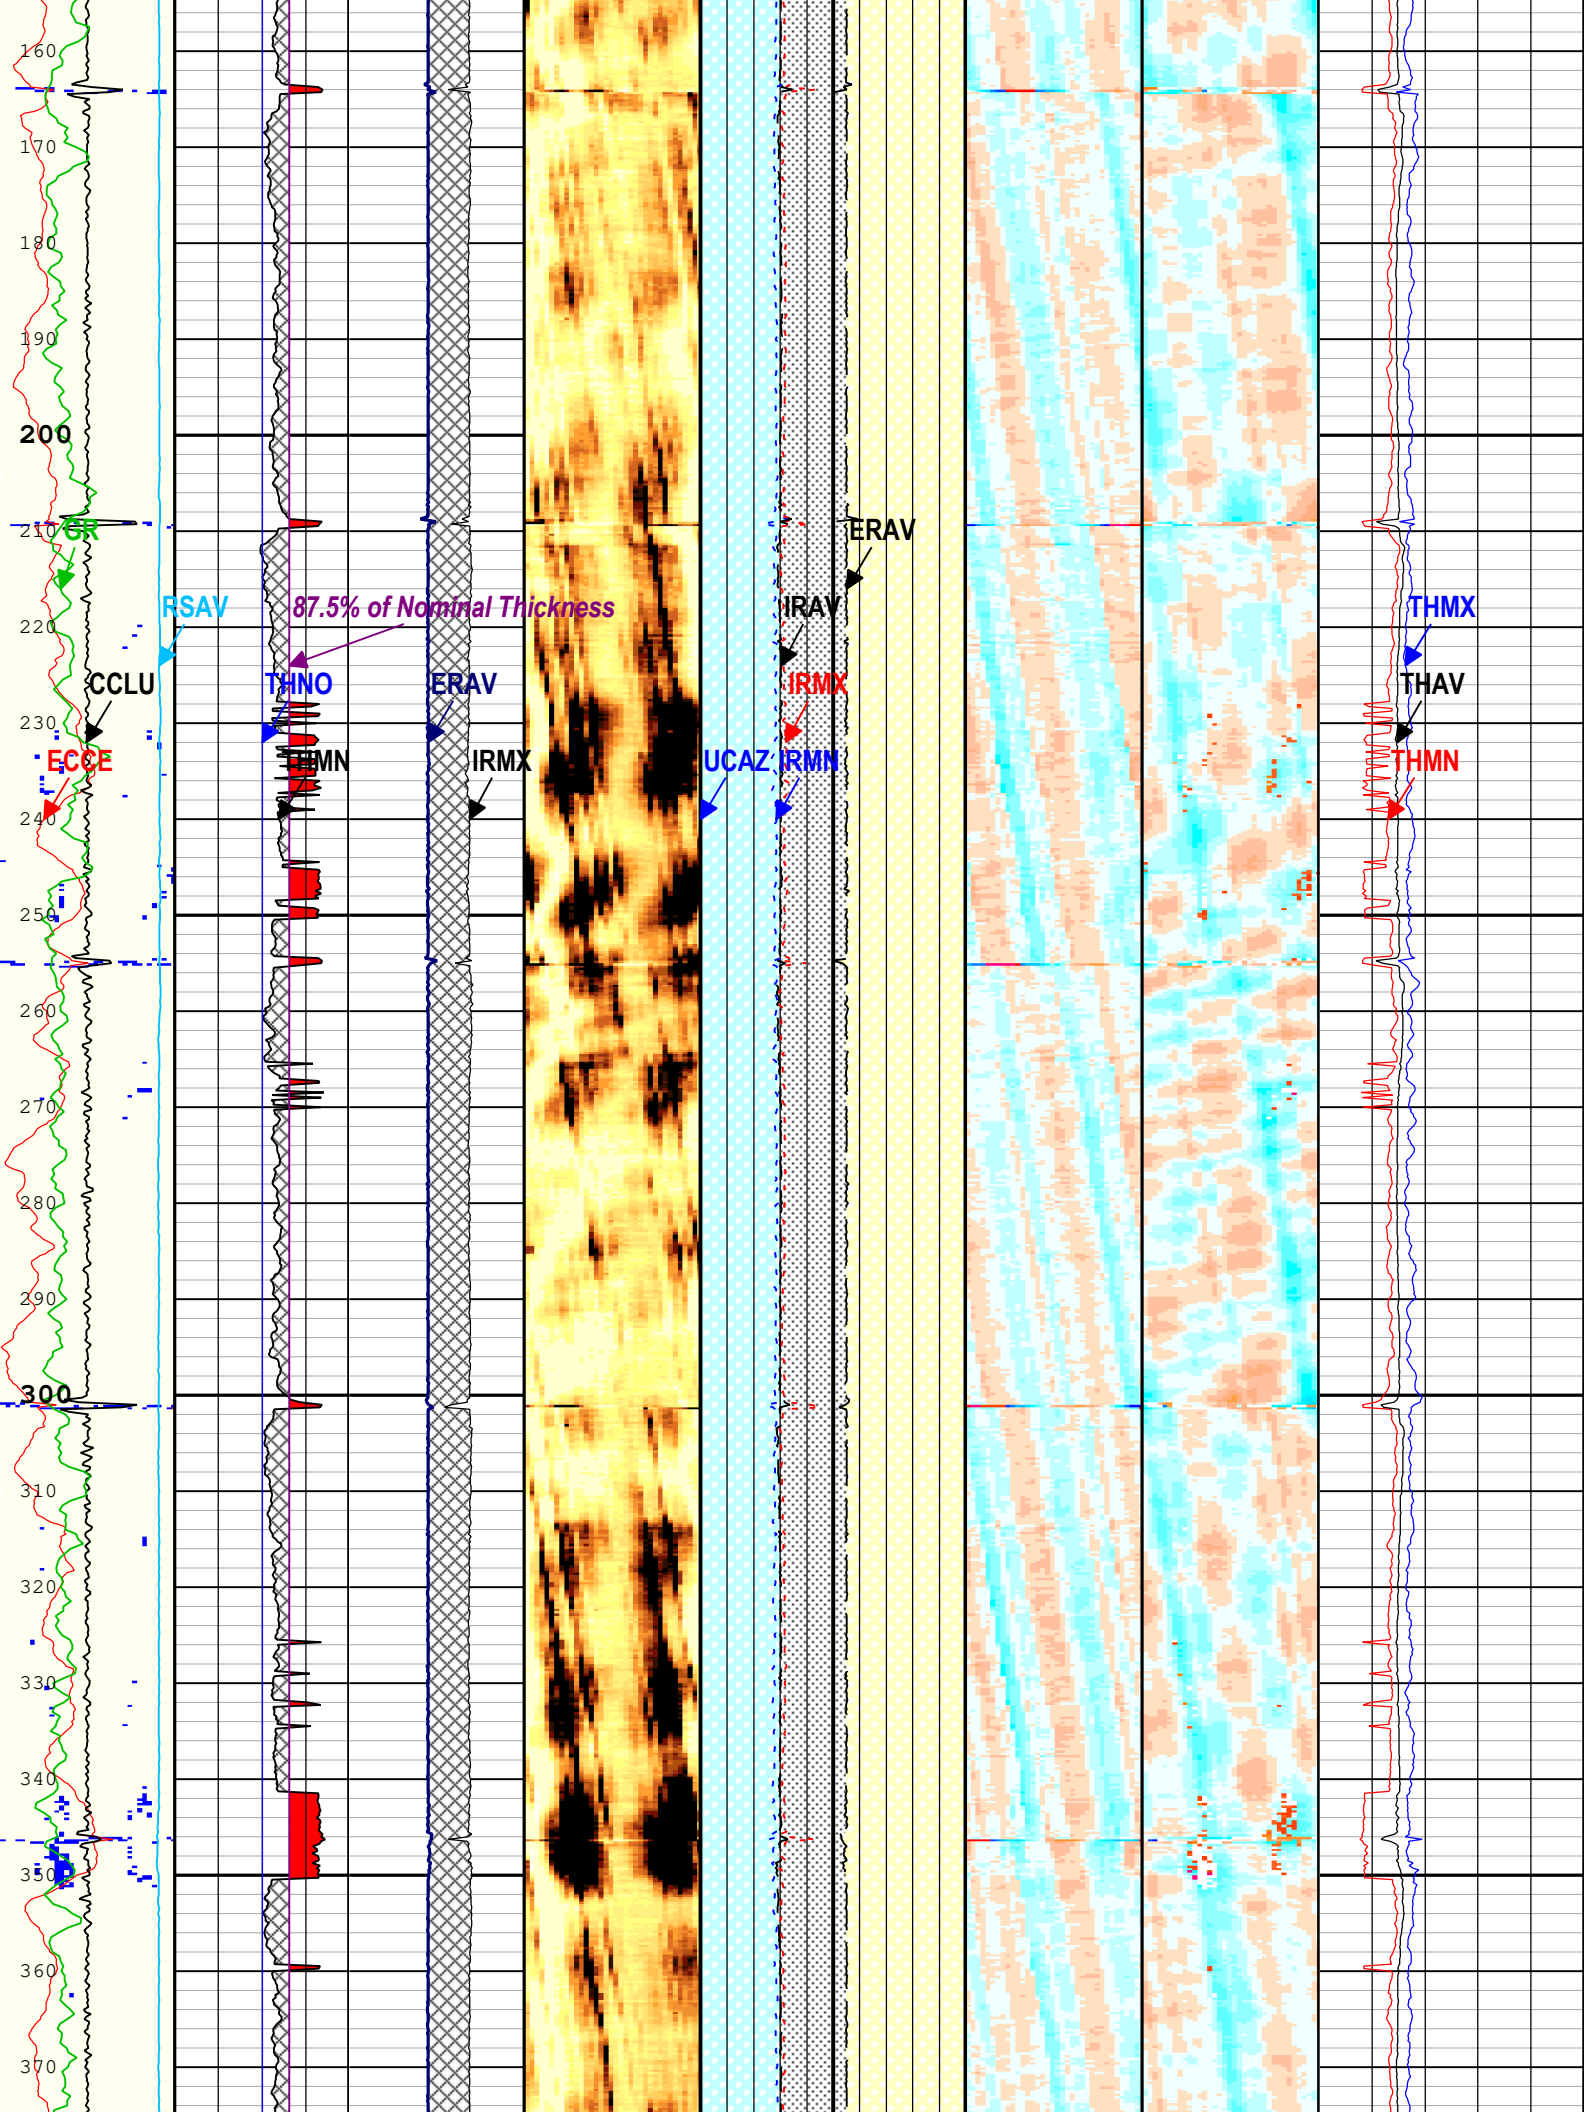 160
170
180
190
200
210
GR
ERAV
RSAV
87.5% of Nominal Thickness
IRAV
THMX
220
CCLU
THNO
ERAV
IRMX
THAV
230
ECCE
THMN
IRMX
UCAZ
IRMN
THMN
240
250
260
270
280
290
300
310
320
330
340
350
360
370